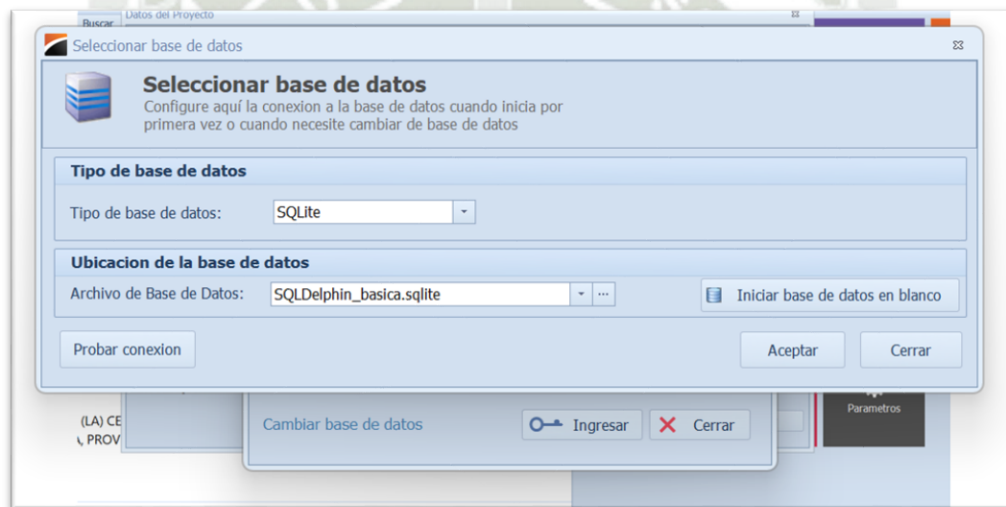 Buscar
Datos del Proyecto
Seleccionar base de datos
Seleccionar base de datos
Configure aquí la conexion a la base de datos cuando inicia por
primera vez o cuando necesite cambiar de base de datos
Tipo de base de datos
Tipo de base de datos:
SQLite
Ubicacion de la base de datos
Archivo de Base de Datos:
SQLDelphin_basica.sqlite
...
Iniciar base de datos en blanco
Probar conexion
Aceptar
Cerrar
(LA) CE
, PROV
Cambiar base de datos
Ingresar
Cerrar
Parametros